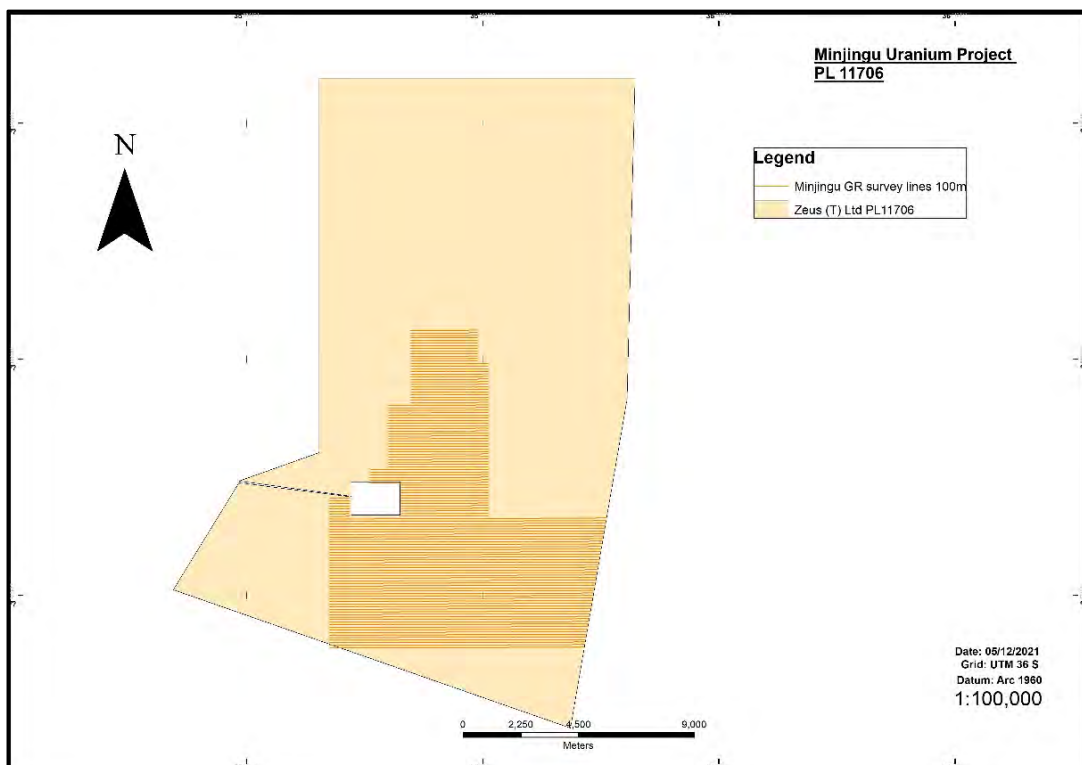 Minjingu Uranium Project
PL 11706
N
Legend
Minjingu GR survey lines 100m
Zeus (T) Ltd PL11706
Date: 05/12/2021
Grid: UTM 36 S
Datum: Arc 1960
1:100,000
0 2,250 4,500 9,000
Meters